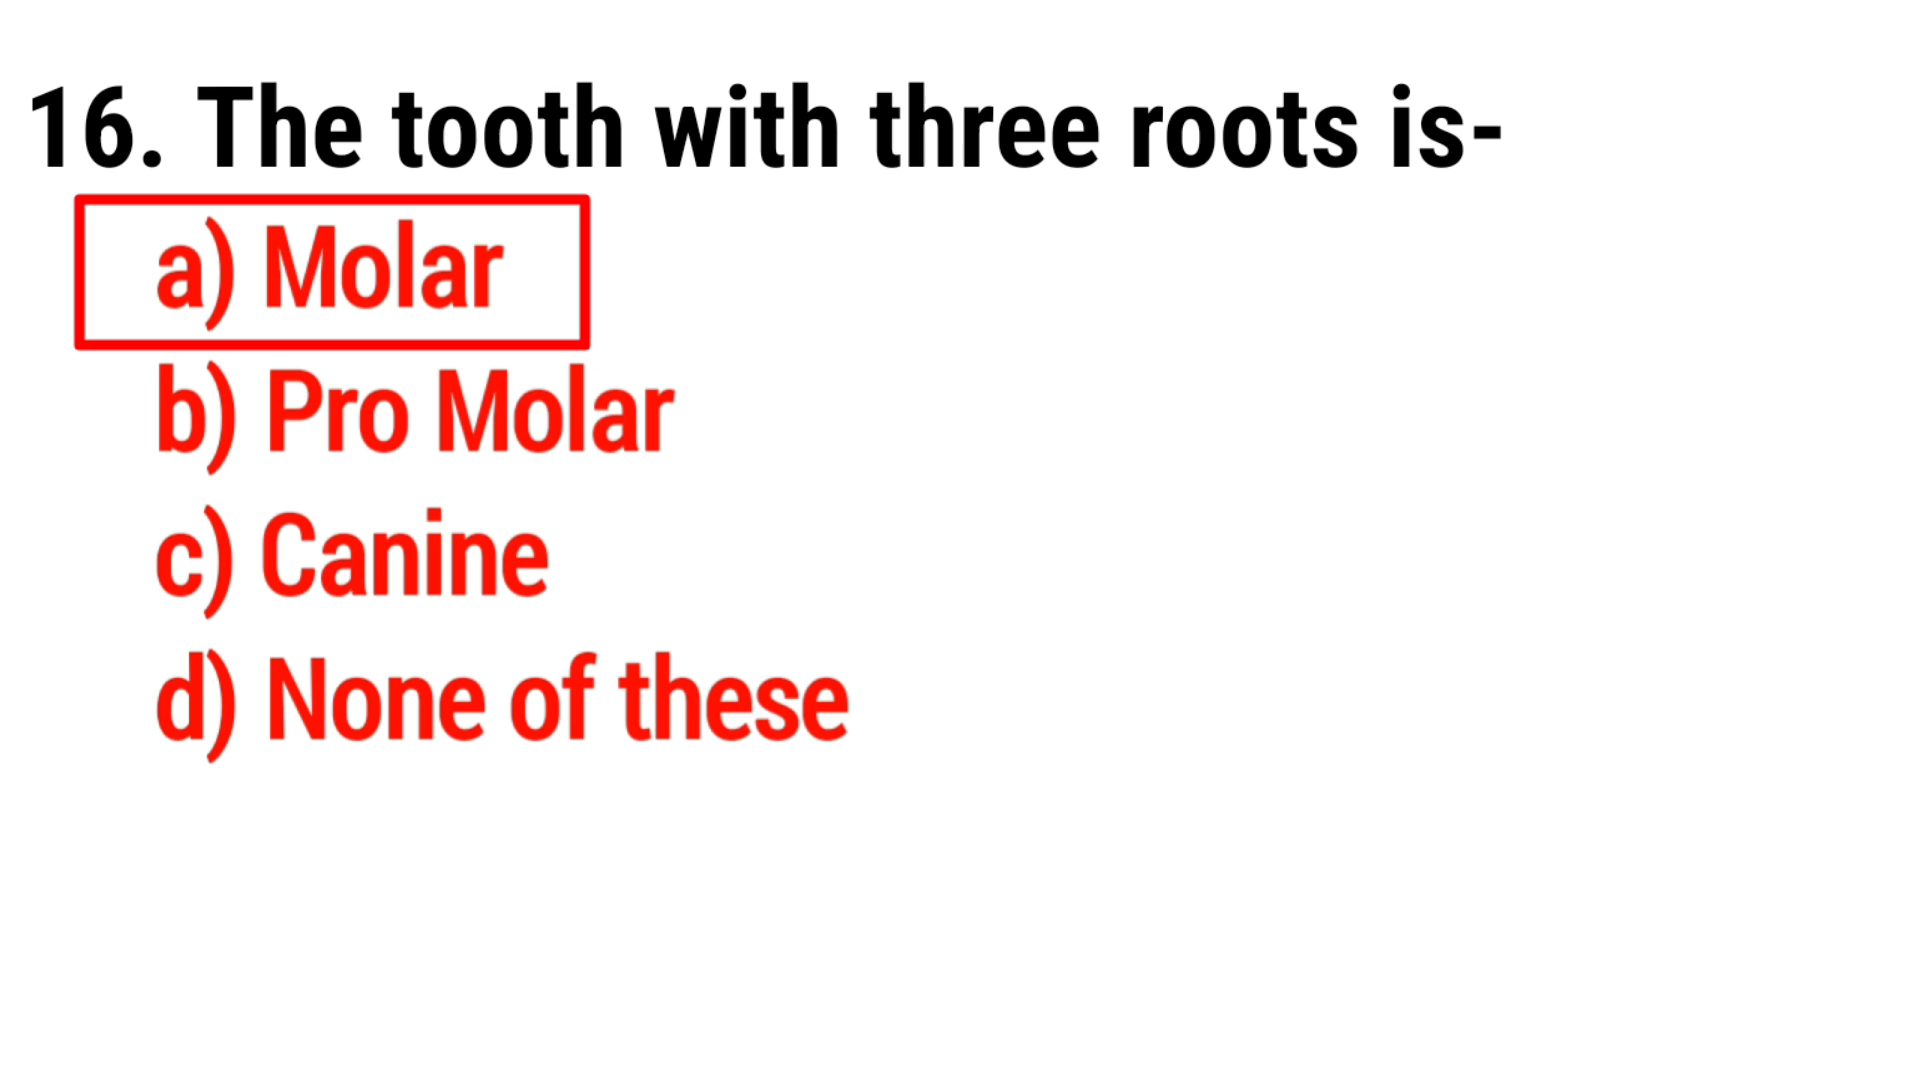 16. The tooth with three roots is-
a) Molar
b) Pro Molar
c) Canine
d) None of these